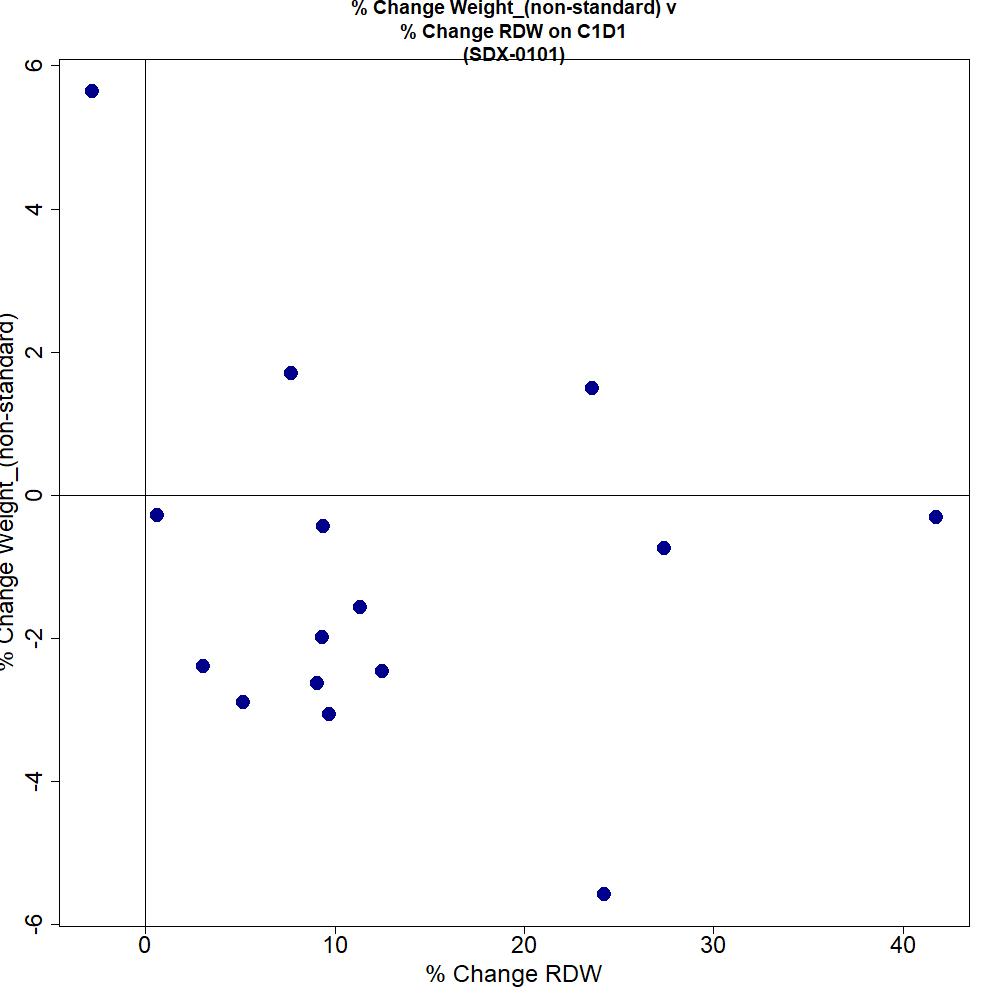 % Change Weight_(non-standard) v
% Change RDW on C1D1
(SDX-0101)
% Change Weight_(non-standard)
6
4
2
0
-2
-4
-6
0
10
20
30
40
% Change RDW